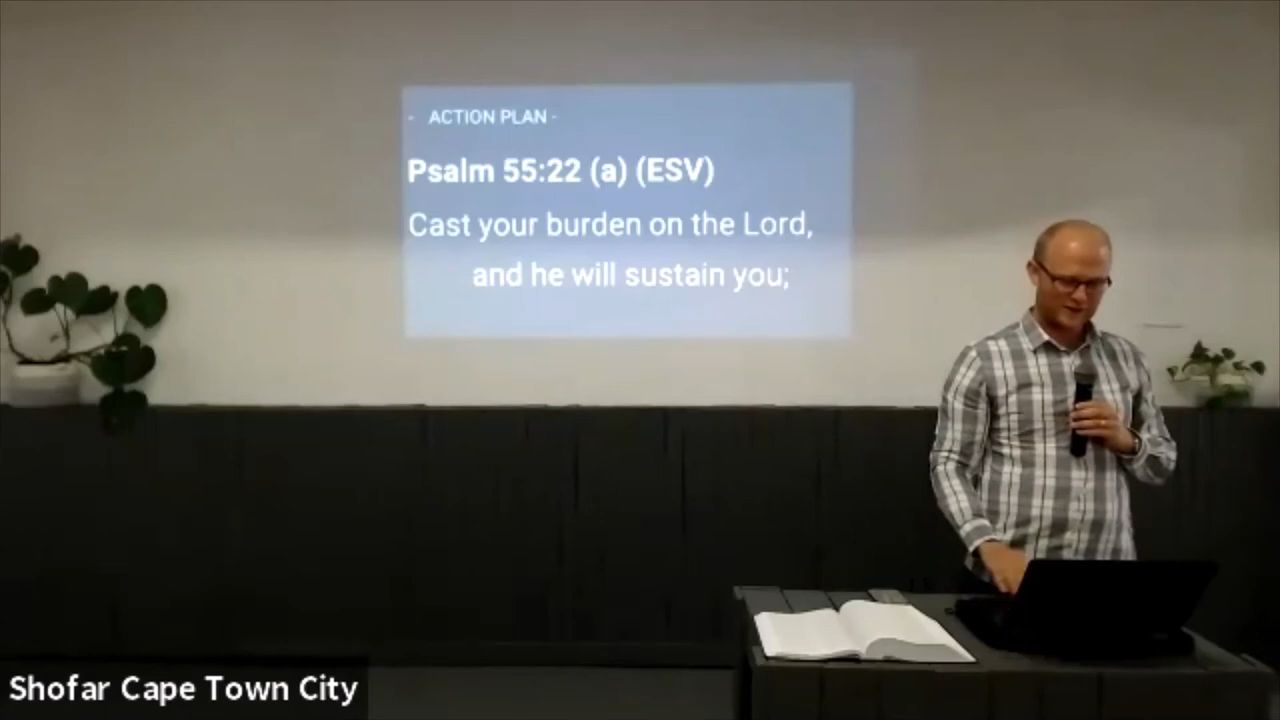 - ACTION PLAN -
Psalm 55:22 (a) (ESV)
Cast your burden on the Lord,
and he will sustain you;
Shofar Cape Town City